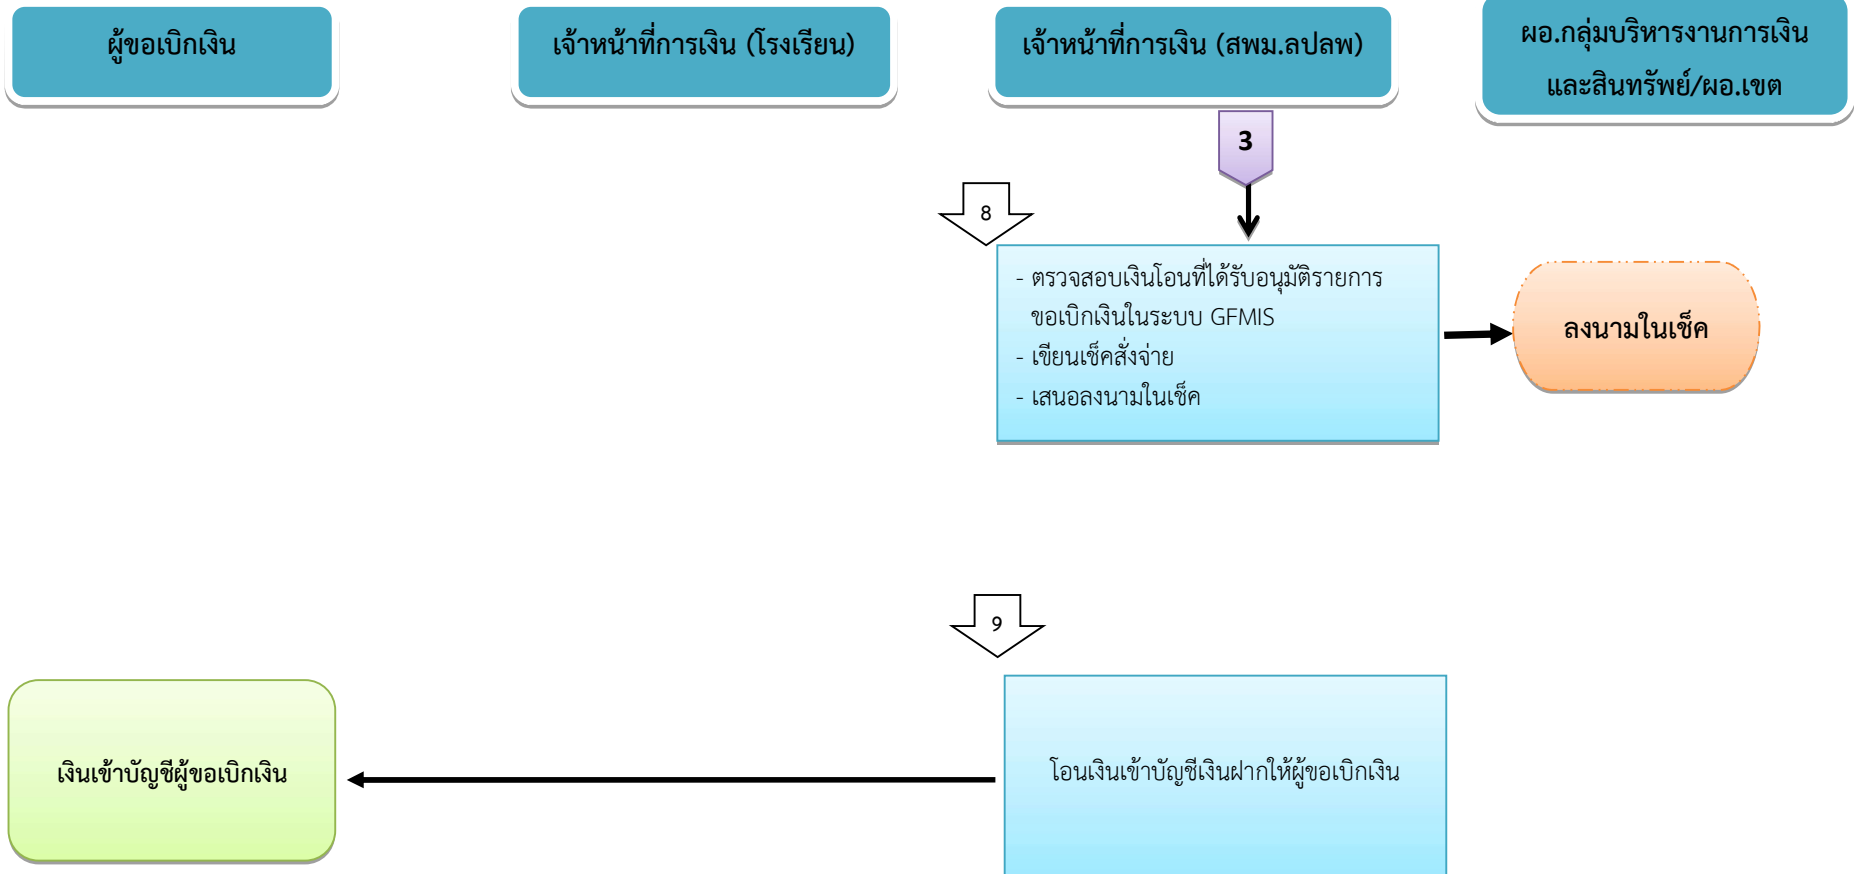 ผู้ขอเบิกเงิน
เจ้าหน้าที่การเงิน (โรงเรียน)
เจ้าหน้าที่การเงิน (สพม.ลปลพ)
ผอ.กลุ่มบริหารงานการเงิน
และสินทรัพย์/ผอ.เขต
3
8
- ตรวจสอบเงินโอนที่ได้รับอนุมัติรายการ
ขอเบิกเงินในระบบ GFMIS
- เขียนเช็คสั่งจ่าย
- เสนอลงนามในเช็ค
ลงนามในเช็ค
9
เงินเข้าบัญชีผู้ขอเบิกเงิน
โอนเงินเข้าบัญชีเงินฝากให้ผู้ขอเบิกเงิน